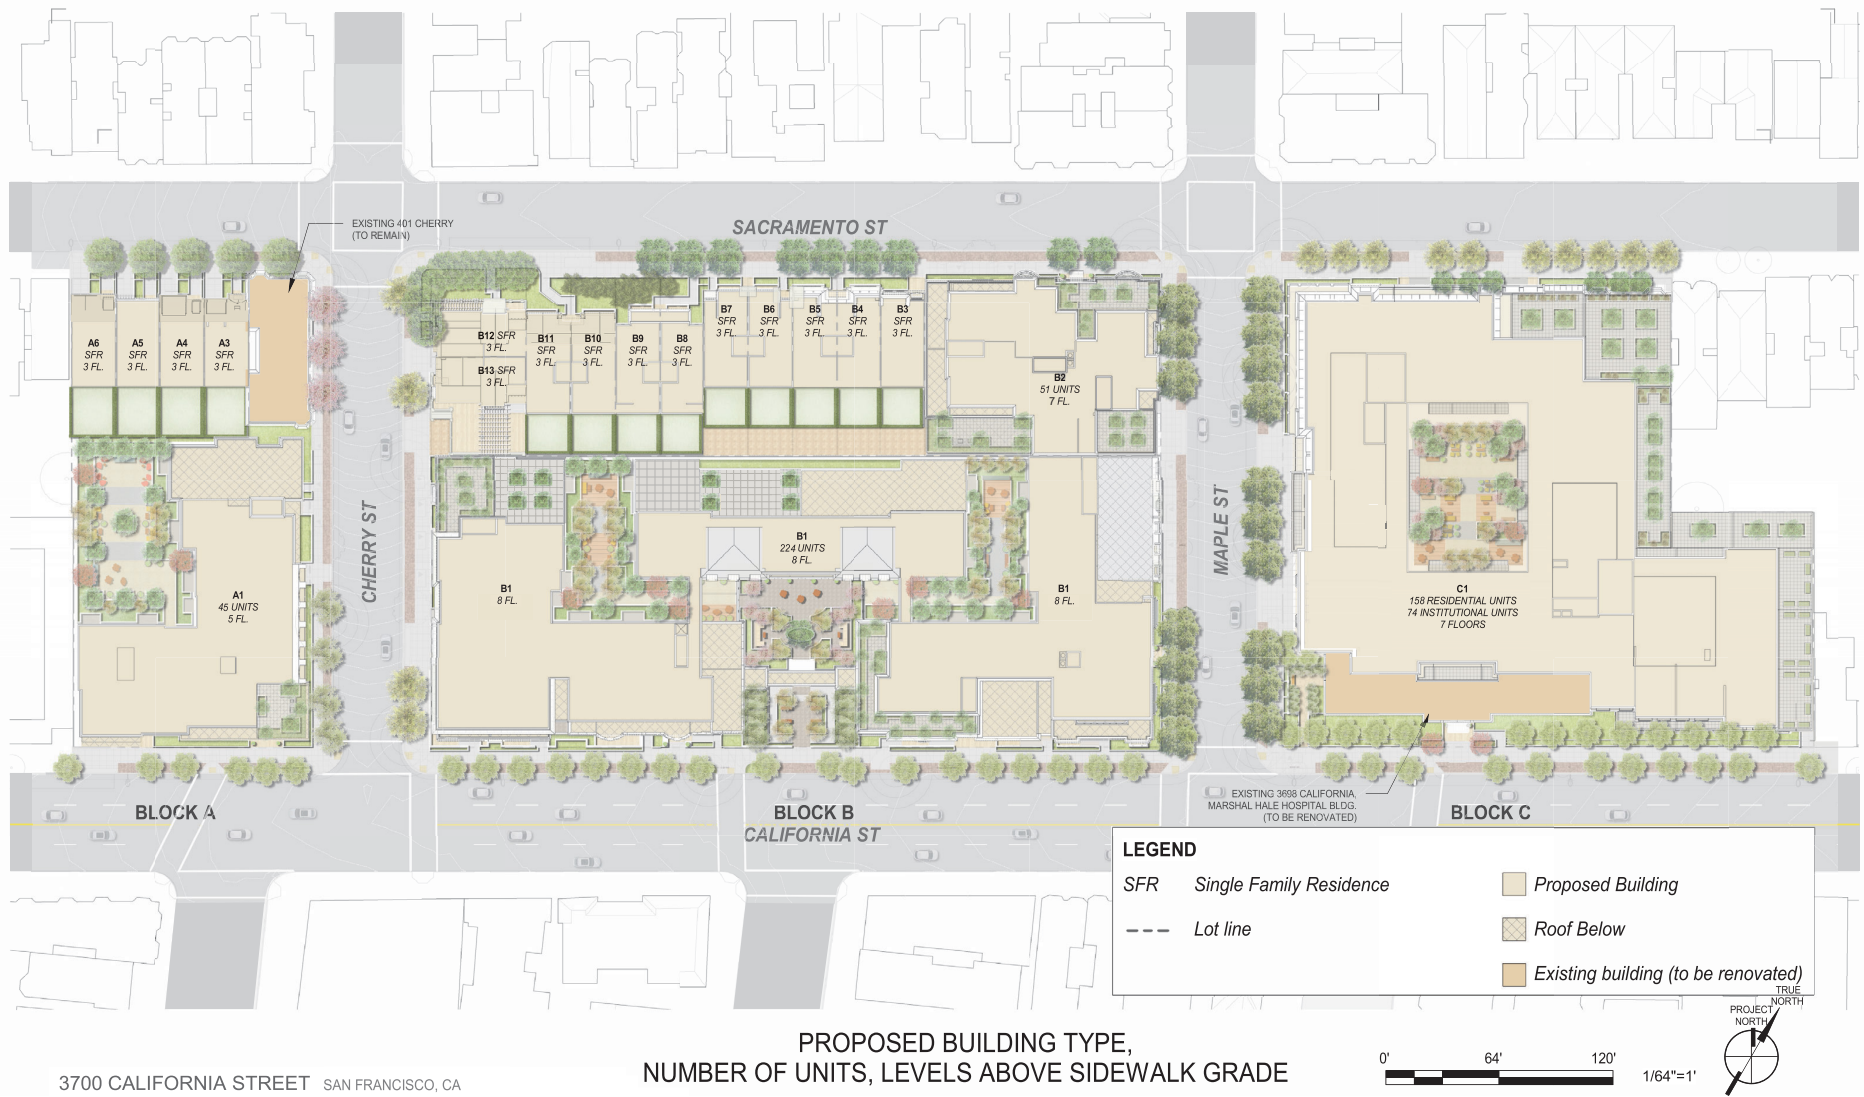 EXISTING 401 CHERRY
(TO REMAIN)
SACRAMENTO ST
A6
SFR
3 FL.
A5
SFR
3 FL.
A4
SFR
3 FL.
A3
SFR
3 FL.
B12 SFR
3 FL.
B13 SFR
3 FL.
B11
SFR
3 FL.
B10
SFR
3 FL.
B9
SFR
3 FL.
B8
SFR
3 FL.
B7
SFR
3 FL.
B6
SFR
3 FL.
B5
SFR
3 FL.
B4
SFR
3 FL.
B3
SFR
3 FL.
B2
51 UNITS
7 FL.
CHERRY ST
MAPLE ST
A1
45 UNITS
5 FL.
B1
8 FL.
B1
224 UNITS
8 FL.
B1
8 FL.
C1
158 RESIDENTIAL UNITS
74 INSTITUTIONAL UNITS
7 FLOORS
EXISTING 3698 CALIFORNIA,
MARSHAL HALE HOSPITAL BLDG.
(TO BE RENOVATED)
BLOCK A
BLOCK B
BLOCK C
CALIFORNIA ST
LEGEND
SFR Single Family Residence
Lot line
Proposed Building
Roof Below
Existing building (to be renovated)
TRUE
NORTH
PROJECT
NORTH
PROPOSED BUILDING TYPE,
NUMBER OF UNITS, LEVELS ABOVE SIDEWALK GRADE
3700 CALIFORNIA STREET SAN FRANCISCO, CA
0' 64' 120'
1/64"=1'